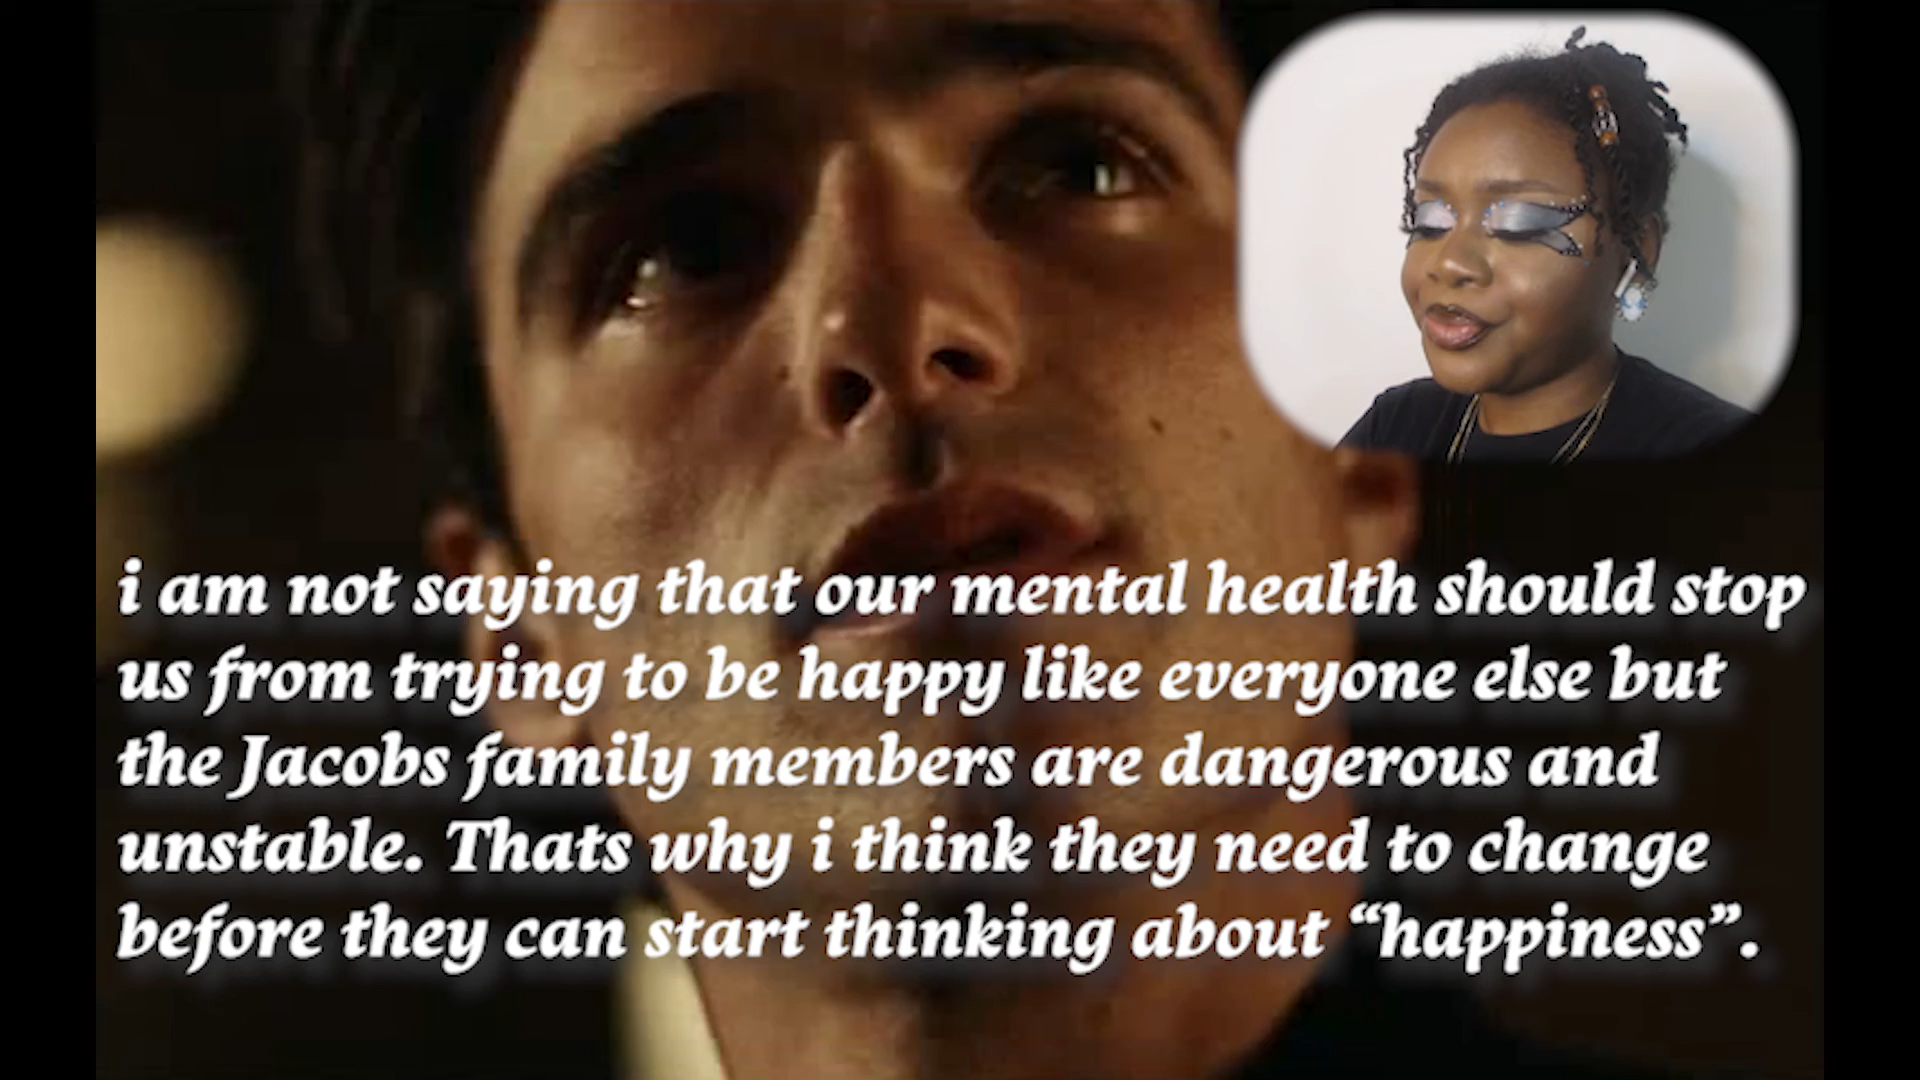 i am not saying that our mental health should stop
us from trying to be happy like everyone else but
the Jacobs family members are dangerous and
unstable. Thats why i think they need to change
before they can start thinking about “happiness”.